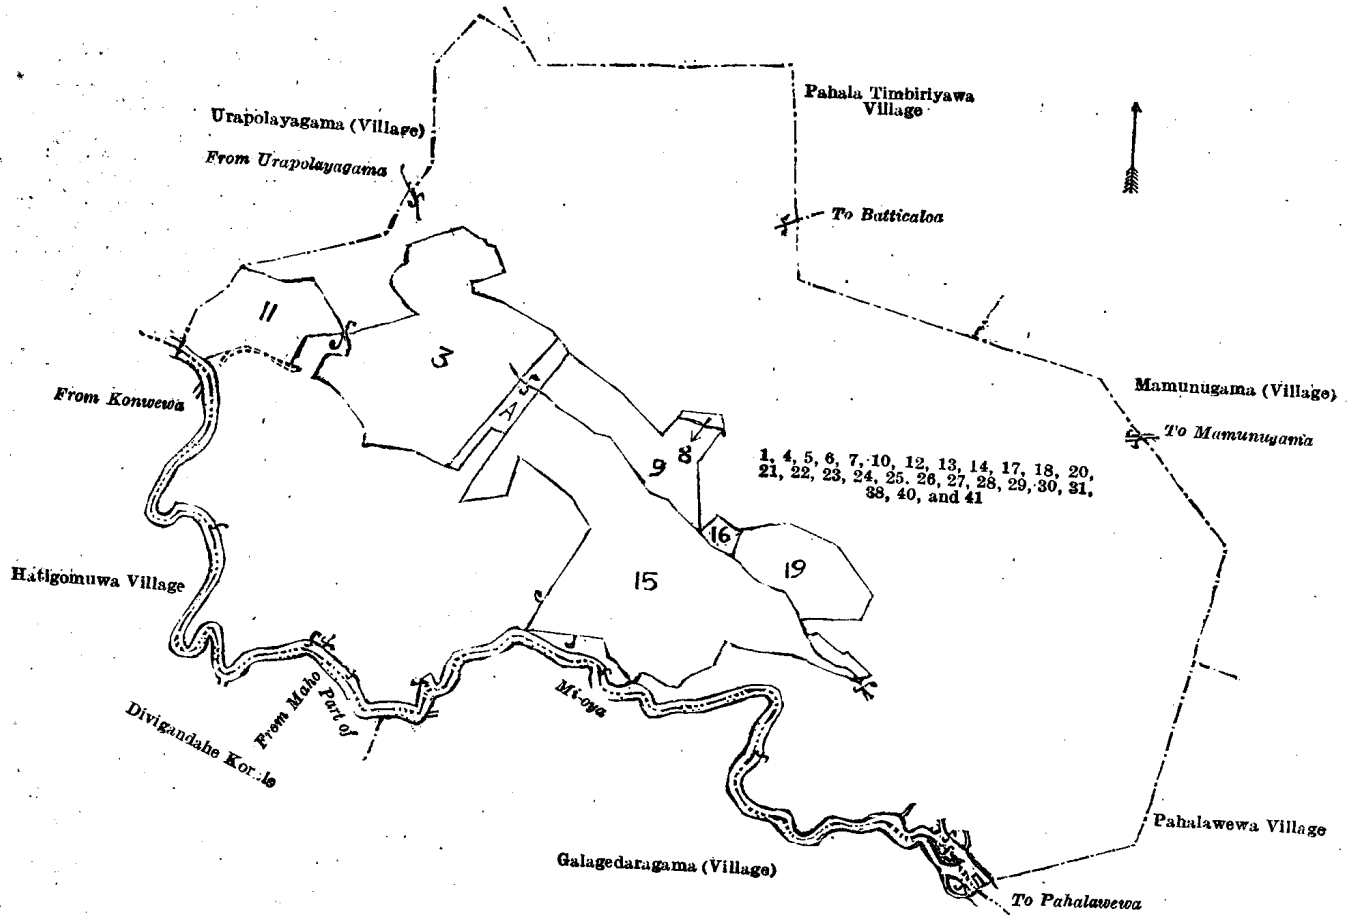 Pahala Timbiriyawa
Village
Urapolayagama (Village)
From Urapolayagama
To Batticaloa
11
3
A
From Konwewa
Mamunugama (Village)
To Mamunugama
8
9
1, 4, 5, 6, 7, 10, 12, 13, 14, 17, 18, 20,
21, 22, 23, 24, 25. 26, 27, 28, 29, 30, 31,
38, 40, and 41
16
19
15
Hatigomuwa Village
Mi-oya
From Maho
Part of
Divigandahe Korale
Pahalawewa Village
Galagedaragama (Village)
To Pahalawewa